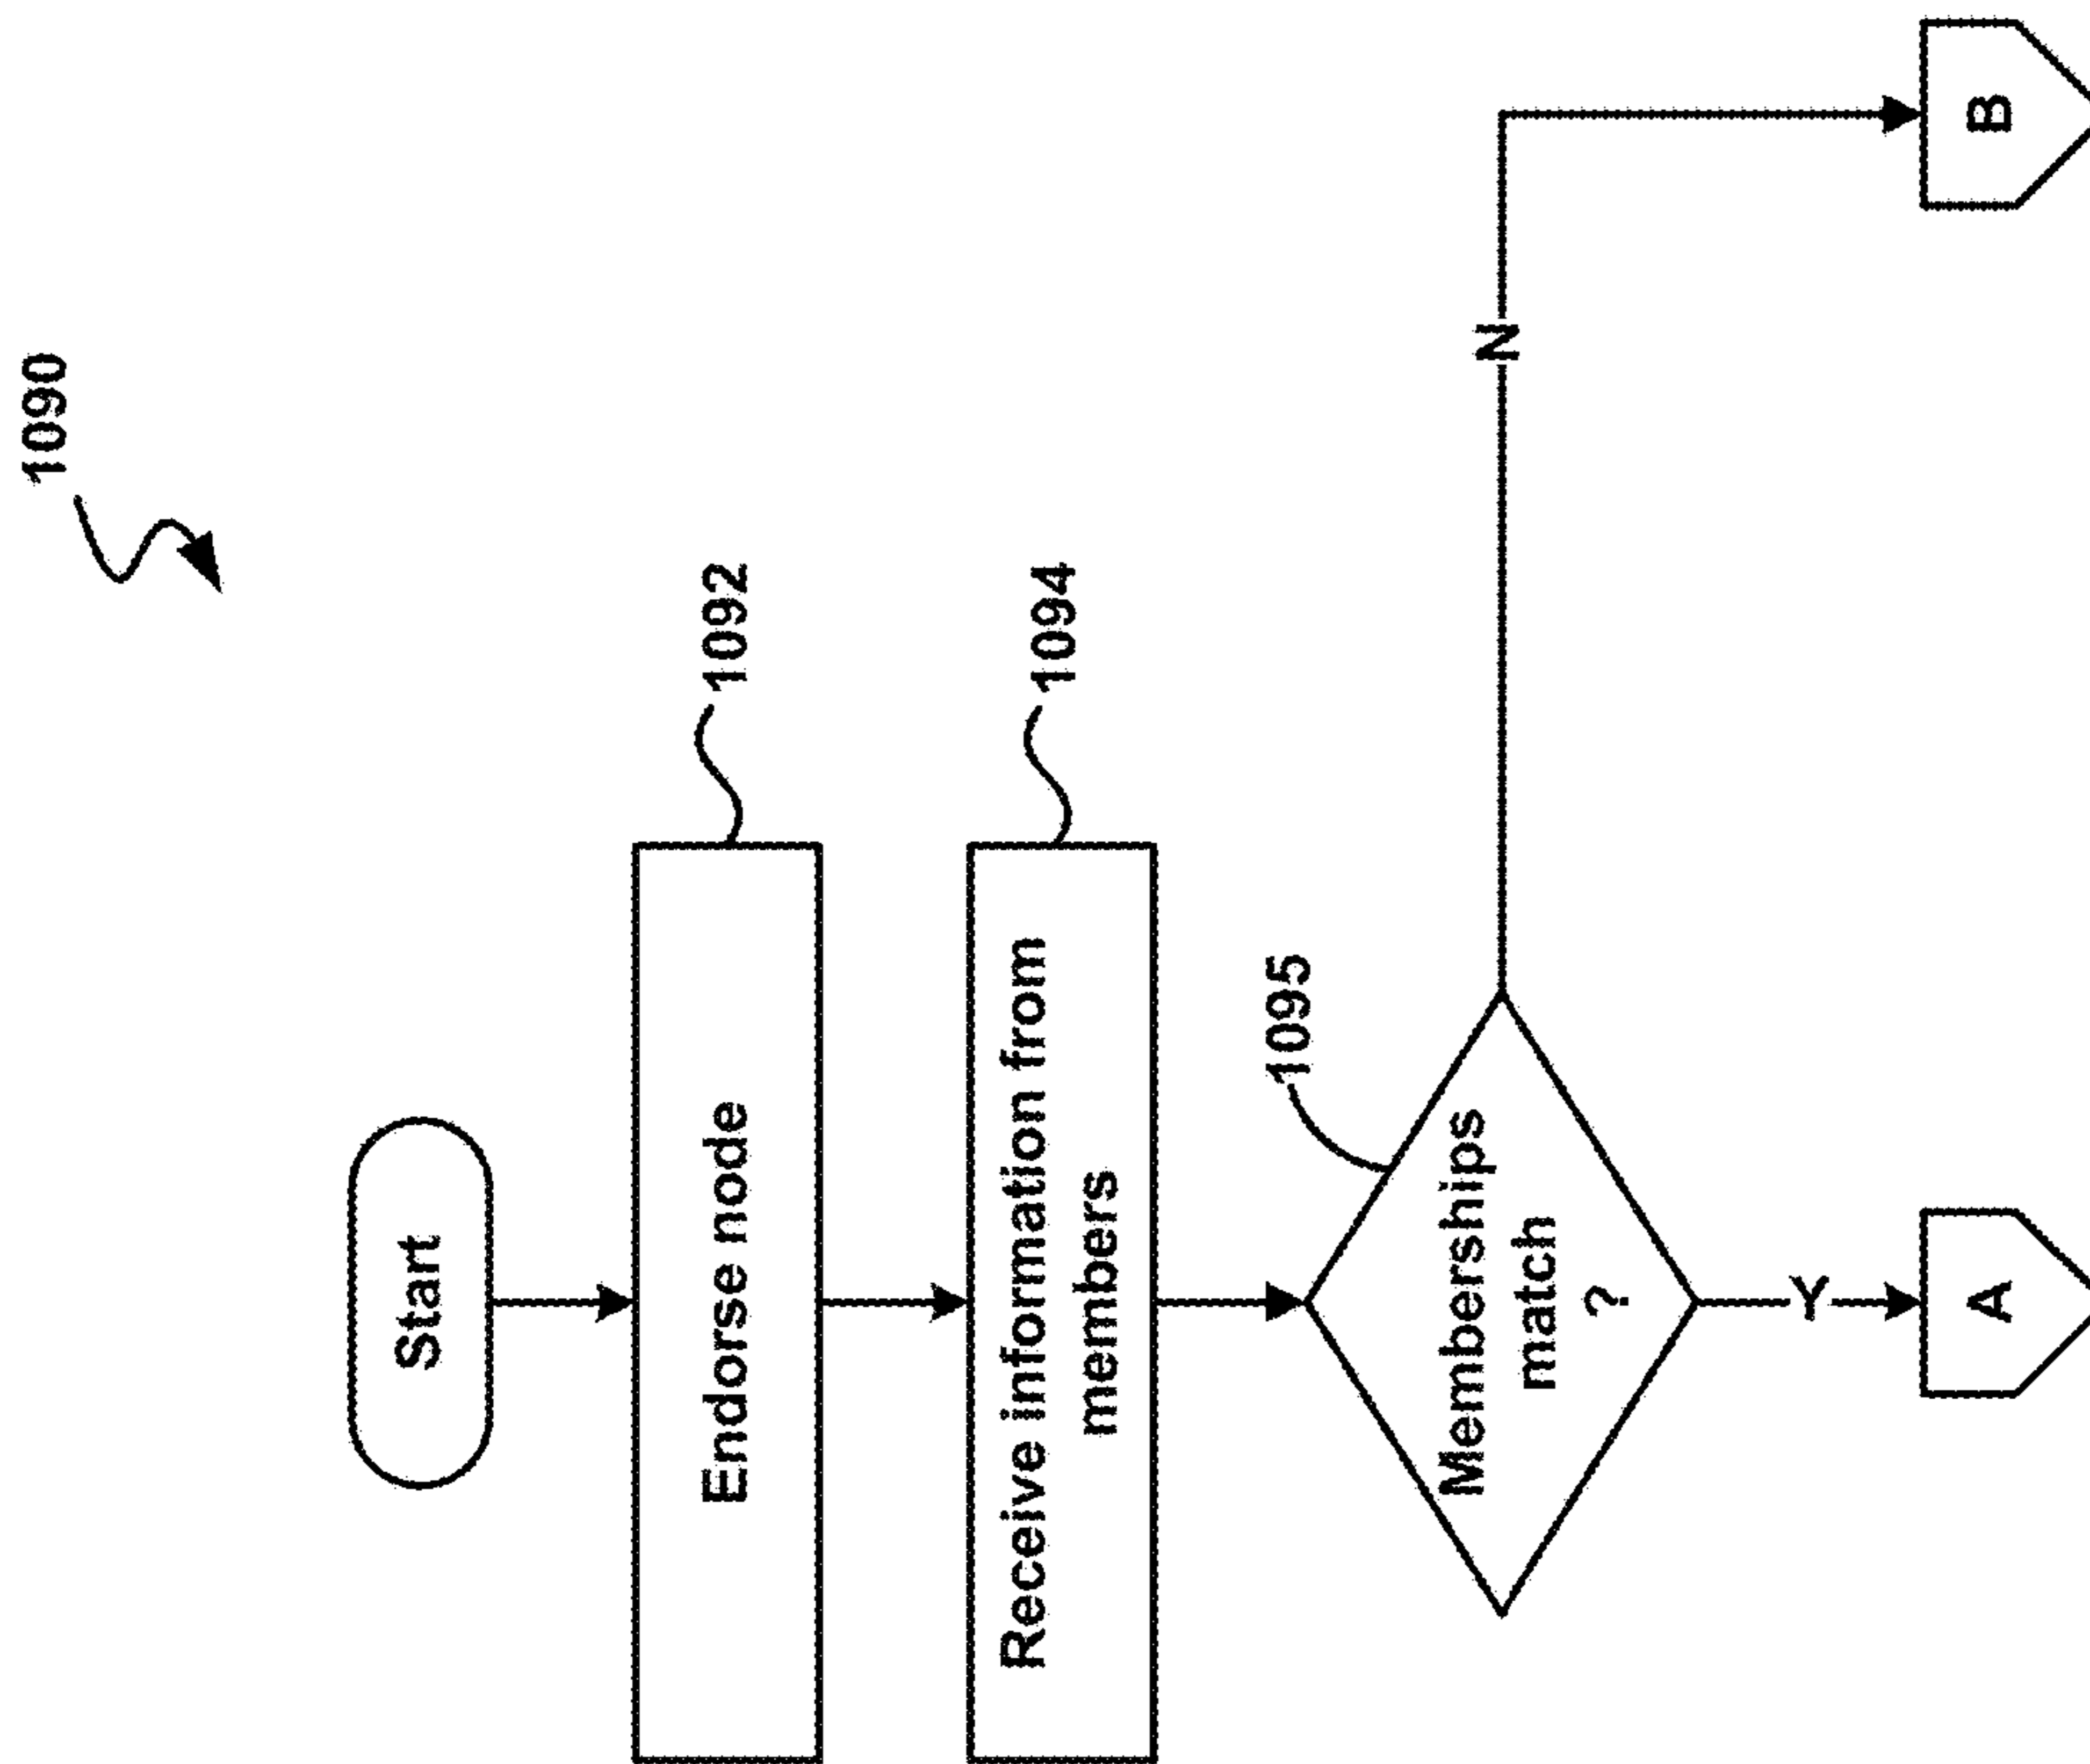 1090
Start
Endorse node
1092
Receive information from
members
1094
1095
Memberships
match
?
N
Y
A
B